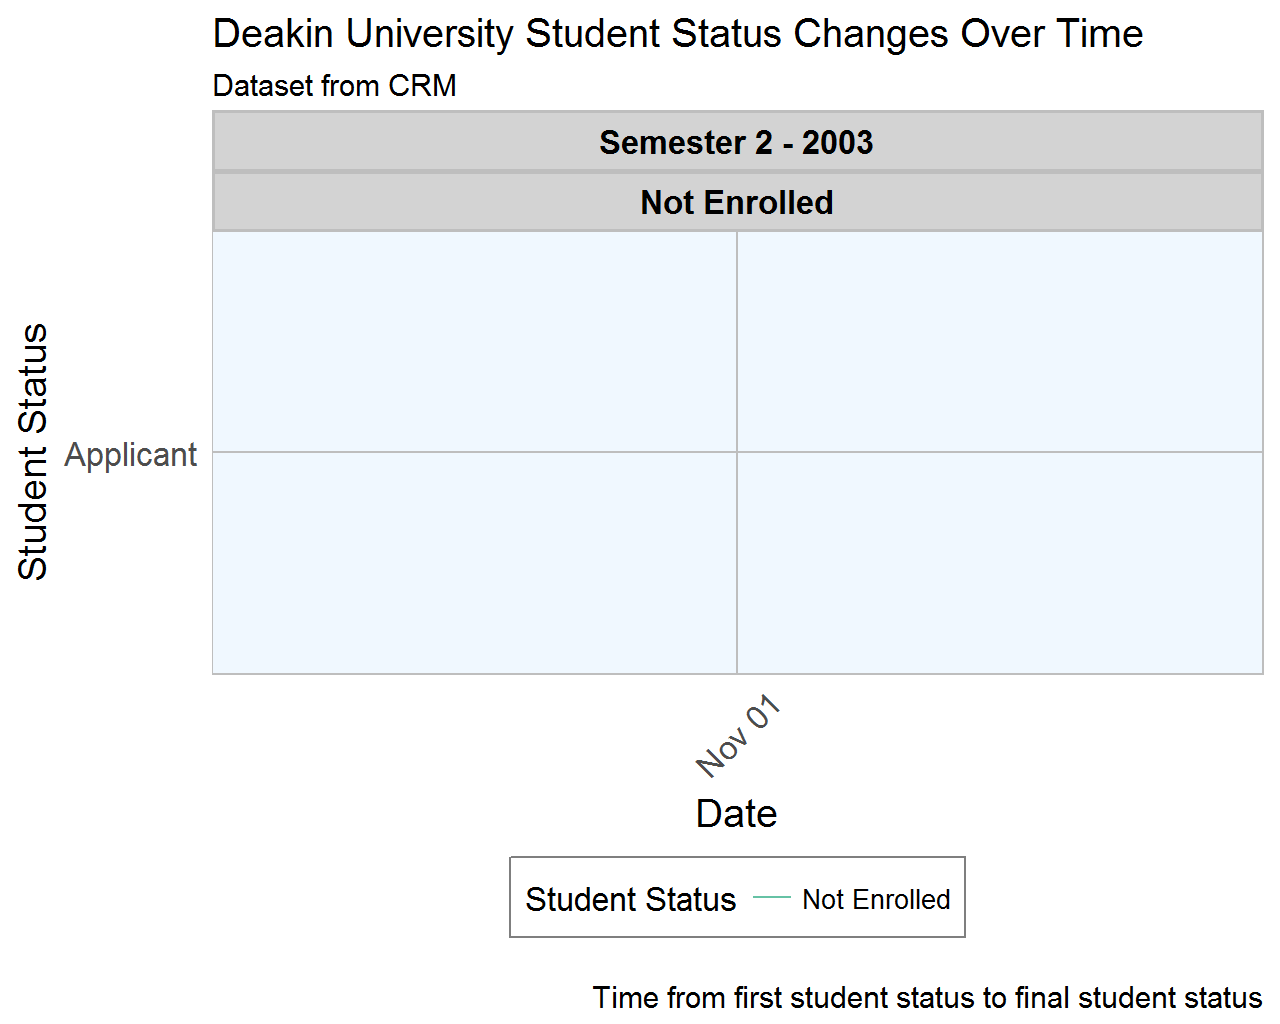 Deakin University Student Status Changes Over Time
Dataset from CRM
Semester 2 - 2003
Not Enrolled
Student Status
Applicant
Nov 01
Date
Student Status Not Enrolled
Time from first student status to final student status